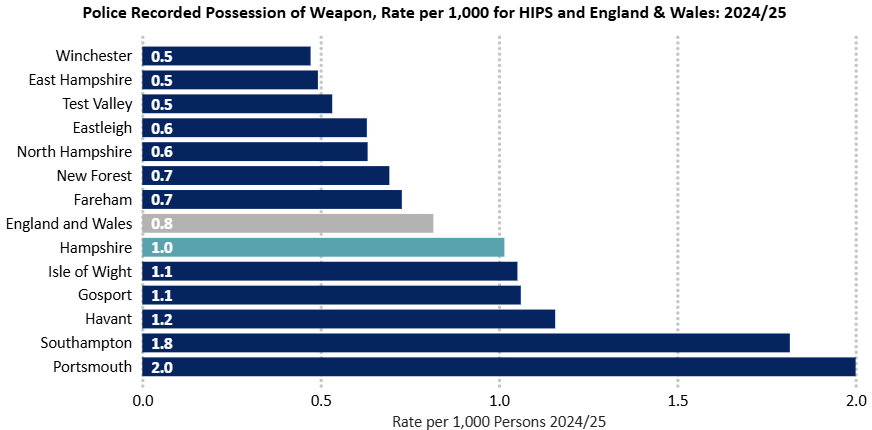 Police Recorded Possession of Weapon, Rate per 1,000 for HIPS and England & Wales: 2024/25
Winchester 0.5
East Hampshire 0.5
Test Valley 0.5
Eastleigh 0.6
North Hampshire 0.6
New Forest 0.7
Fareham 0.7
England and Wales 0.8
Hampshire 1.0
Isle of Wight 1.1
Gosport 1.1
Havant 1.2
Southampton 1.8
Portsmouth 2.0
0.0 0.5 1.0 1.5 2.0
Rate per 1,000 Persons 2024/25